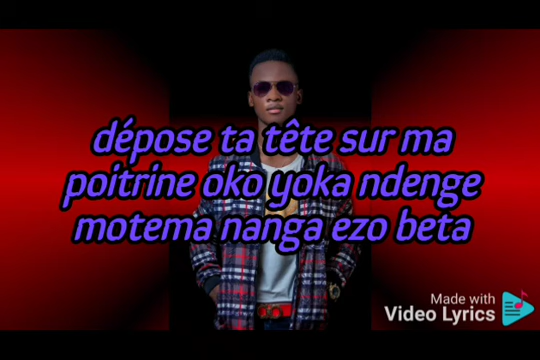 dépose ta tête sur ma
poitrine oko yoka ndenge
motema nanga ezo beta
Made with
Video Lyrics